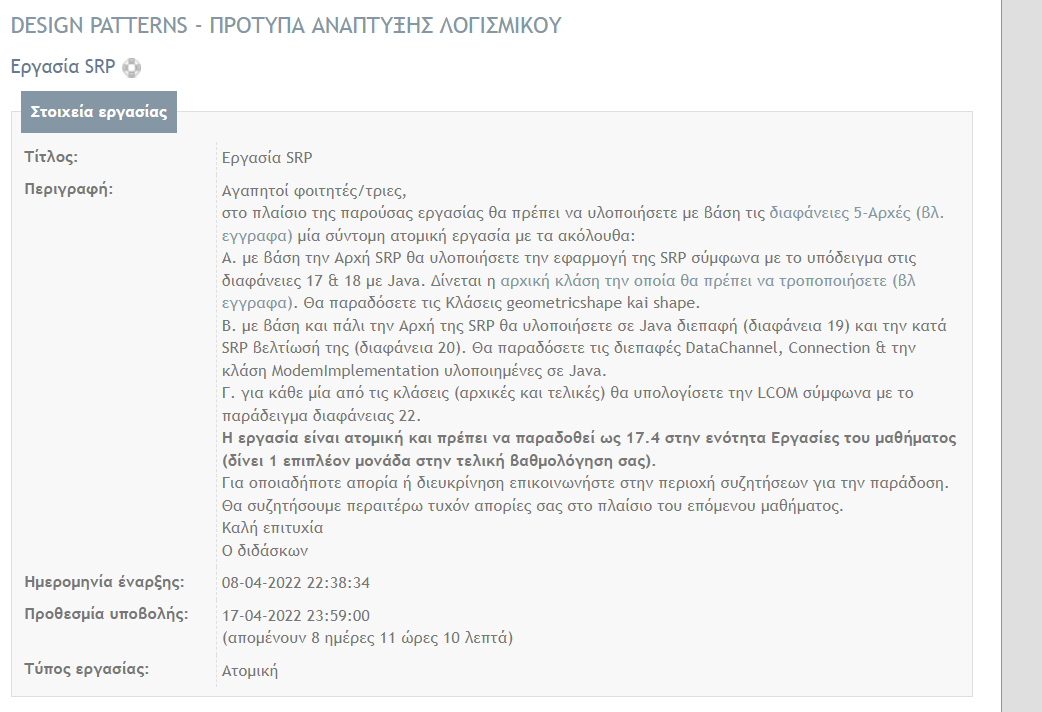 DESIGN PATTERNS - ΠΡΟΤΥΠΑ ΑΝΑΠΤΥΞΗΣ ΛΟΓΙΣΜΙΚΟΥ
Εργασία SRP
Στοιχεία εργασίας
Τίτλος: Εργασία SRP
Περιγραφή: Αγαπητοί φοιτητές/τριες,
στο πλαίσιο της παρούσας εργασίας θα πρέπει να υλοποιήσετε με βάση τις διαφάνειες 5-Αρχές (βλ.
εγγραφα) μία σύντομη ατομική εργασία με τα ακόλουθα:
Α. με βάση την Αρχή SRP θα υλοποιήσετε την εφαρμογή της SRP σύμφωνα με το υπόδειγμα στις
διαφάνειες 17 & 18 με Java. Δίνεται η αρχική κλάση την οποία θα πρέπει να τροποποιήσετε (βλ
εγγραφα). Θα παραδόσετε τις Κλάσεις geometricshape kai shape.
Β. με βάση και πάλι την Αρχή της SRP θα υλοποιήσετε σε Java διεπαφή (διαφάνεια 19) και την κατά
SRP βελτίωσή της (διαφάνεια 20). Θα παραδόσετε τις διεπαφές DataChannel, Connection & την
κλάση ModemImplementation υλοποιημένες σε Java.
Γ. για κάθε μία από τις κλάσεις (αρχικές και τελικές) θα υπολογίσετε την LCOM σύμφωνα με το
παράδειγμα διαφάνειας 22.
Η εργασία είναι ατομική και πρέπει να παραδοθεί ως 17.4 στην ενότητα Εργασίες του μαθήματος
(δίνει 1 επιπλέον μονάδα στην τελική βαθμολόγηση σας).
Για οποιαδήποτε απορία ή διευκρίνηση επικοινωνήστε στην περιοχή συζητήσεων για την παράδοση.
Θα συζητήσουμε περαιτέρω τυχόν απορίες σας στο πλαίσιο του επόμενου μαθήματος.
Καλή επιτυχία
Ο διδάσκων
Ημερομηνία έναρξης: 08-04-2022 22:38:34
Προθεσμία υποβολής: 17-04-2022 23:59:00
(απομένουν 8 ημέρες 11 ώρες 10 λεπτά)
Τύπος εργασίας: Ατομική